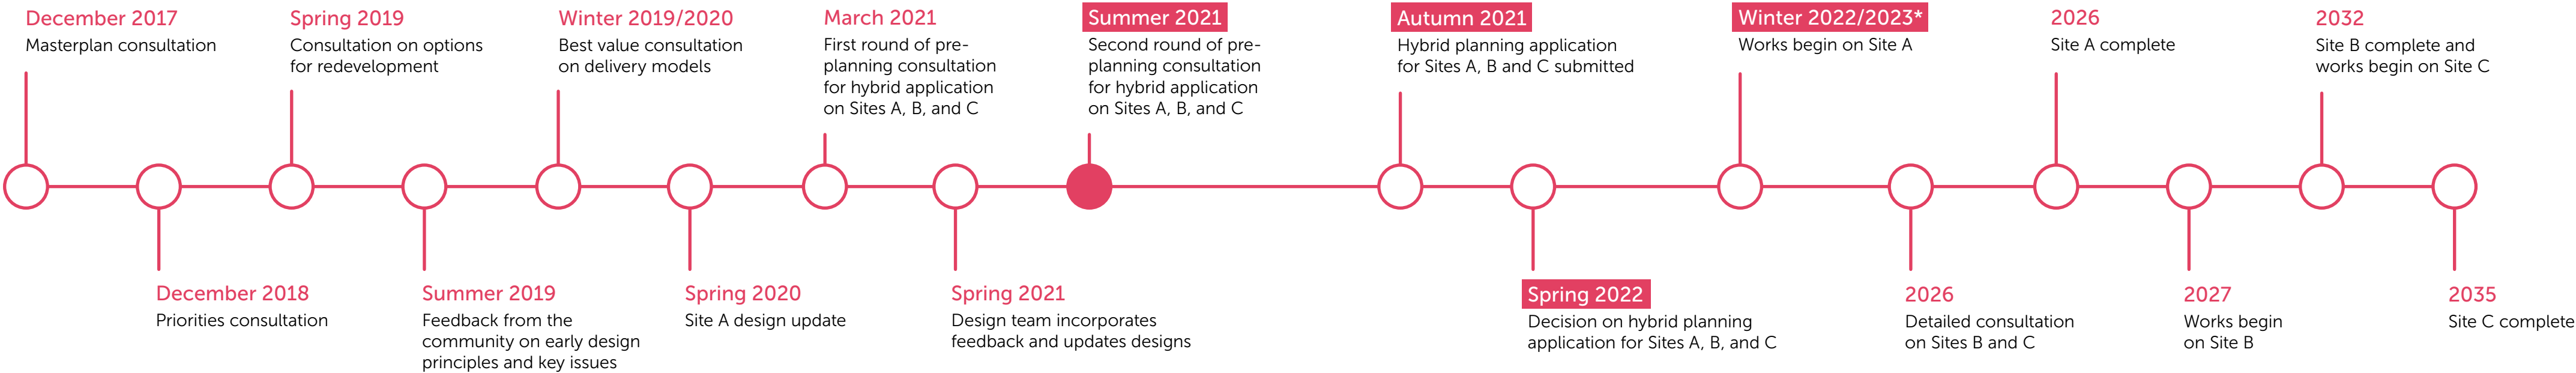 December 2017
Masterplan consultation
Spring 2019
Consultation on options
for redevelopment
Winter 2019/2020
Best value consultation
on delivery models
March 2021
First round of pre-
planning consultation
for hybrid application
on Sites A, B, and C
Summer 2021
Second round of pre-
planning consultation
for hybrid application
on Sites A, B, and C
Autumn 2021
Hybrid planning application
for Sites A, B and C submitted
Winter 2022/2023*
Works begin on Site A
2026
Site A complete
2032
Site B complete and
works begin on Site C
December 2018
Priorities consultation
Summer 2019
Feedback from the
community on early design
principles and key issues
Spring 2020
Site A design update
Spring 2021
Design team incorporates
feedback and updates designs
Spring 2022
Decision on hybrid planning
application for Sites A, B, and C
2026
Detailed consultation
on Sites B and C
2027
Works begin
on Site B
2035
Site C complete